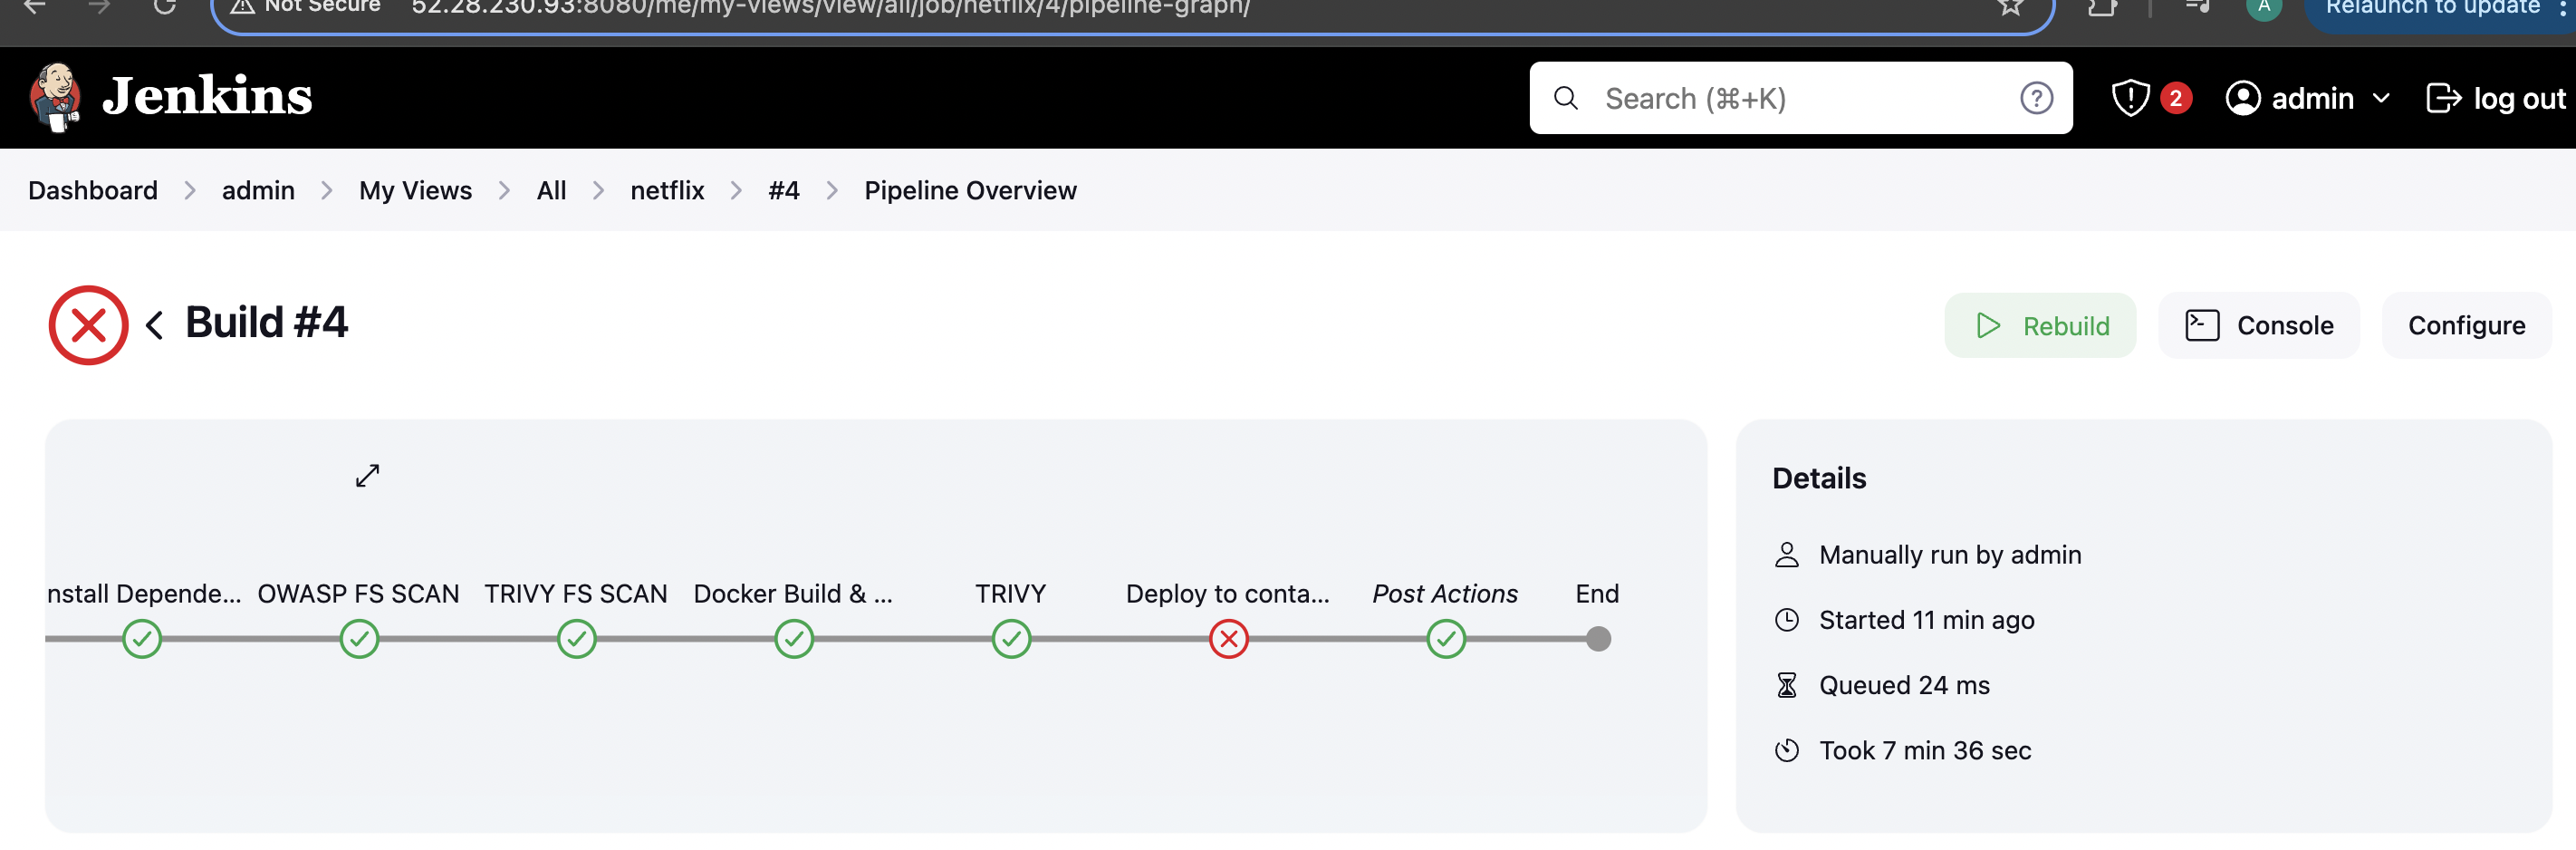 Not Secure 52.28.230.93:8080/me/my-views/view/all/job/netflix/4/pipeline-graph/ A Relaunch to update
Jenkins Search (⌘+K) ? 2 admin log out
Dashboard > admin > My Views > All > netflix > #4 > Pipeline Overview
Build #4 Rebuild Console Configure
Details
Manually run by admin
nstall Depende... OWASP FS SCAN TRIVY FS SCAN Docker Build & ... TRIVY Deploy to conta... Post Actions End
Started 11 min ago
Queued 24 ms
Took 7 min 36 sec